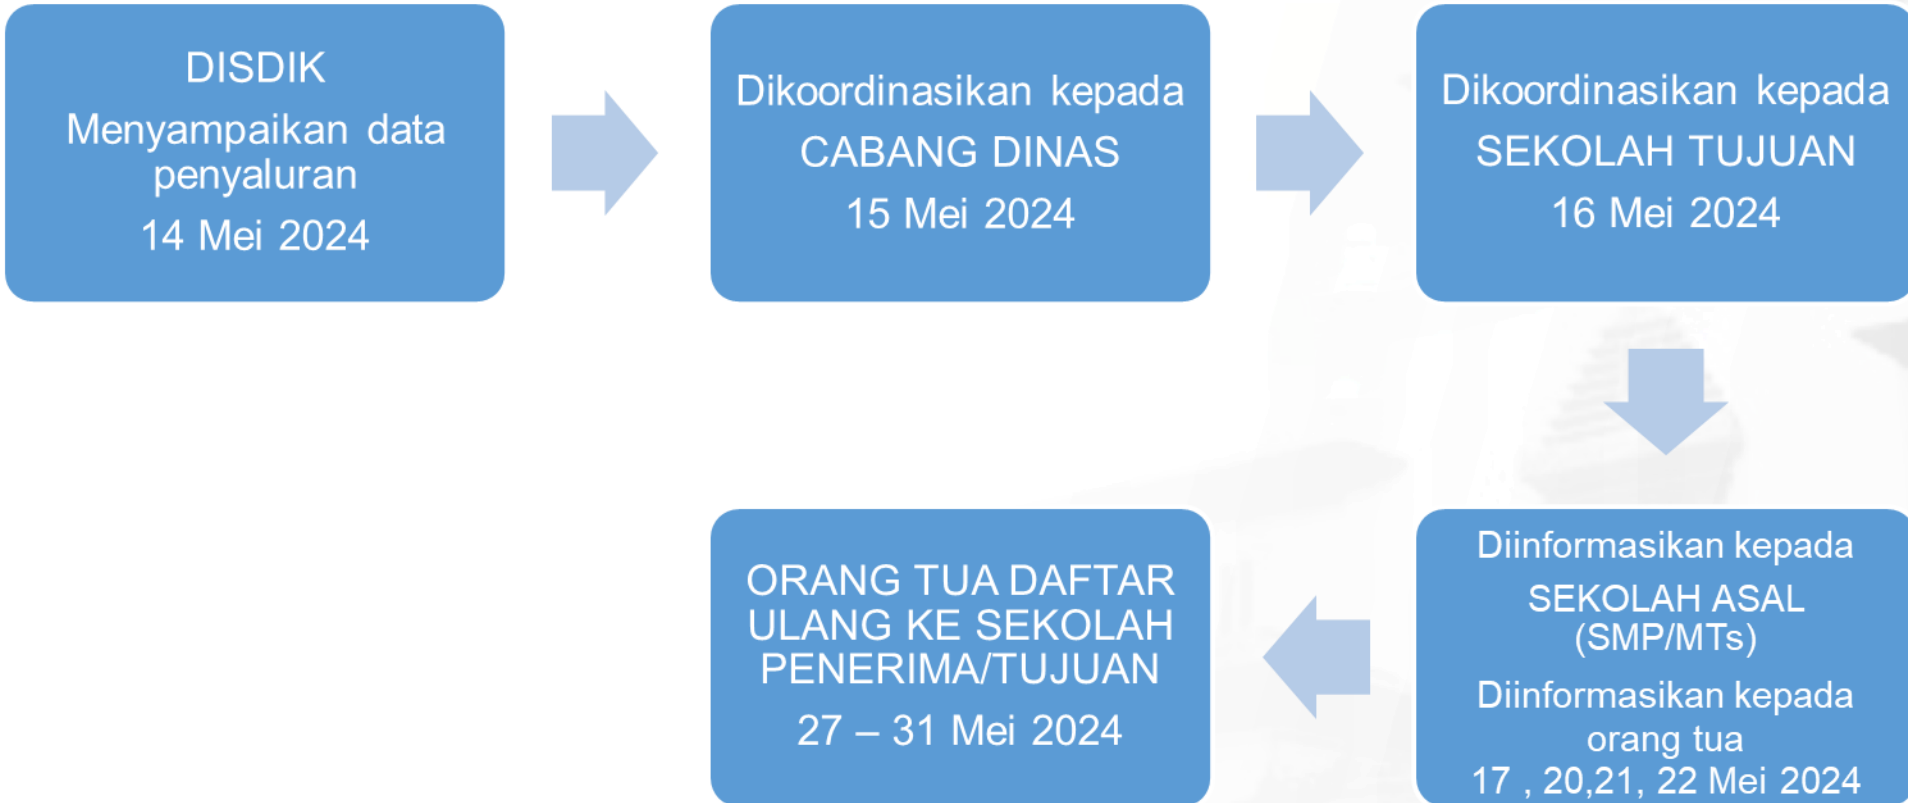 DISDIK
Menyampaikan data
penyaluran
14 Mei 2024
Dikoordinasikan kepada
CABANG DINAS
15 Mei 2024
Dikoordinasikan kepada
SEKOLAH TUJUAN
16 Mei 2024
Diinformasikan kepada
SEKOLAH ASAL
(SMP/MTs)
Diinformasikan kepada
orang tua
17 , 20,21, 22 Mei 2024
ORANG TUA DAFTAR
ULANG KE SEKOLAH
PENERIMA/TUJUAN
27 – 31 Mei 2024